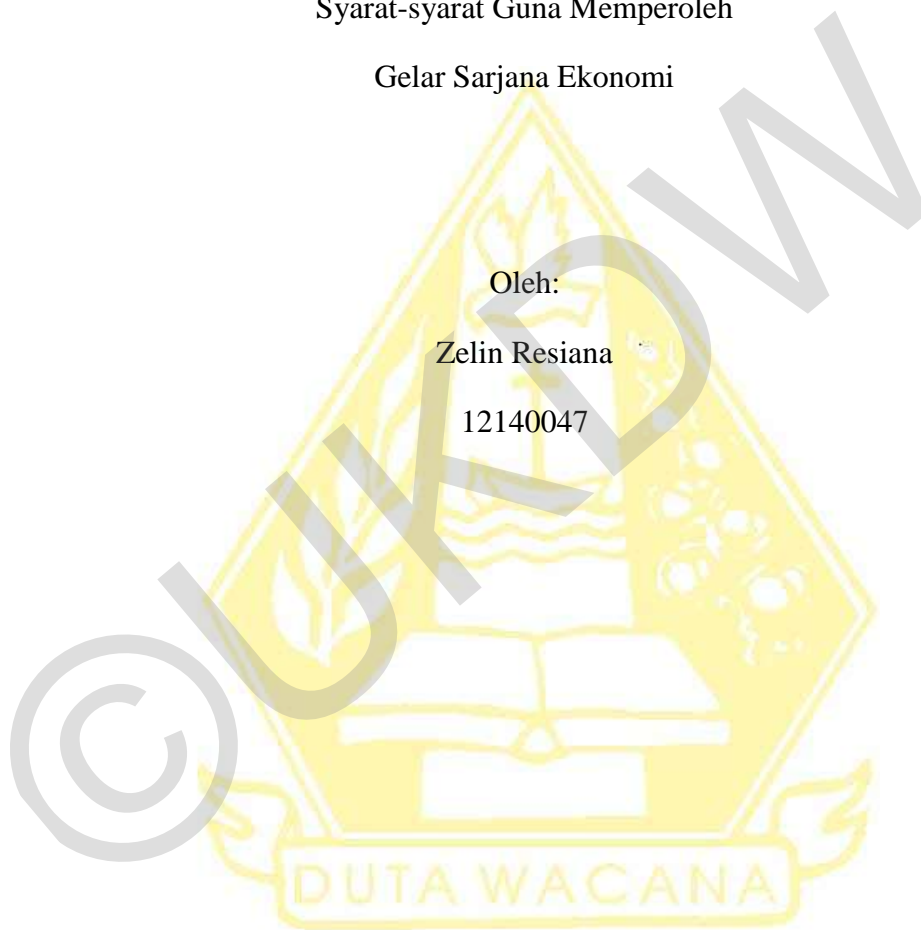 Syarat-syarat Guna Memperoleh
Gelar Sarjana Ekonomi
Oleh:
Zelin Resiana
12140047
©UKDW
DUTA WACANA